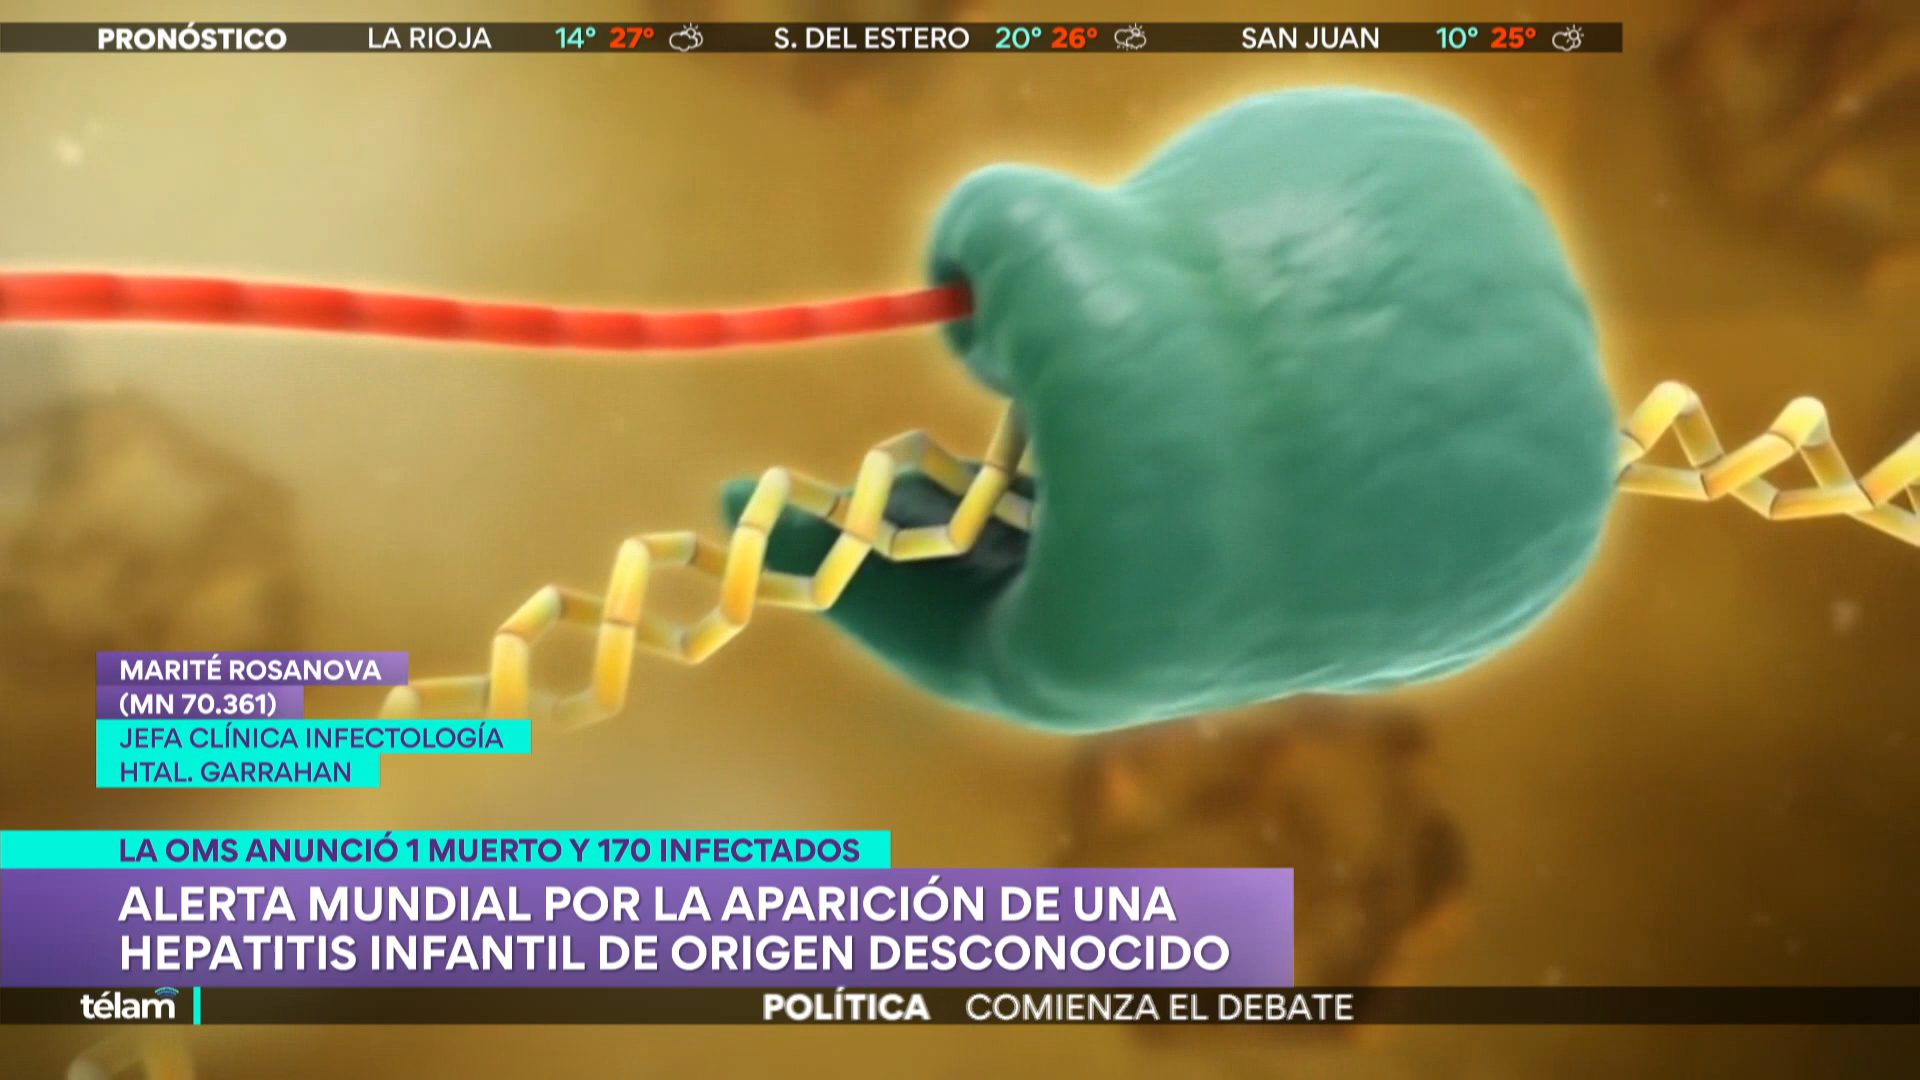 PRONÓSTICO LA RIOJA 14° 27° S. DEL ESTERO 20° 26° SAN JUAN 10° 25°
MARITÉ ROSANOVA
(MN 70.361)
JEFA CLÍNICA INFECTOLOGÍA
HTAL. GARRAHAN
LA OMS ANUNCIÓ 1 MUERTO Y 170 INFECTADOS
ALERTA MUNDIAL POR LA APARICIÓN DE UNA
HEPATITIS INFANTIL DE ORIGEN DESCONOCIDO
télam POLÍTICA COMIENZA EL DEBATE